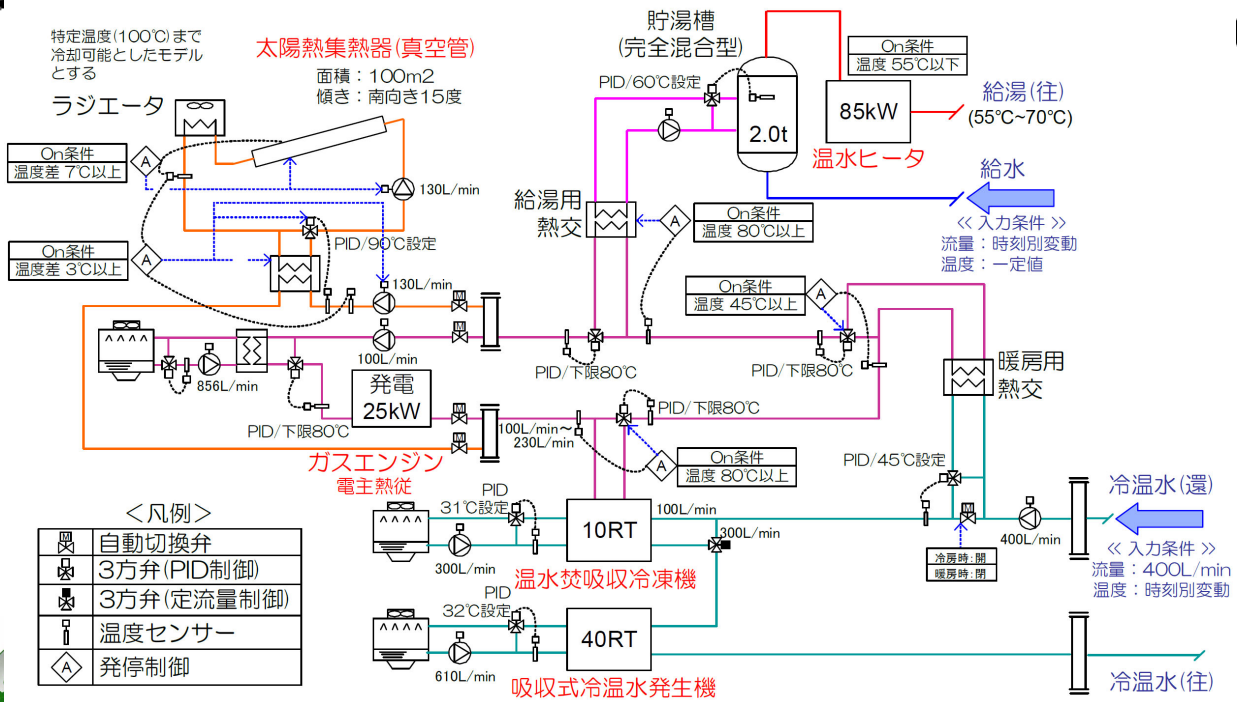 特定温度(100℃)まで
冷却可能としたモデル
とする
ラジエータ
太陽熱集熱器(真空管)
面積：100m2
傾き：南向き15度
貯湯槽
(完全混合型)
PID/60℃設定
2.0t
On条件
温度 55℃以下
85kW
温水ヒータ
給湯(往)
(55℃~70℃)
給水
≪ 入力条件 ≫
流量：時刻別変動
温度：一定値
On条件
温度差 7℃以上
A
130L/min
On条件
温度差 3℃以上
A
PID/90℃設定
給湯用
熱交
A
On条件
温度 80℃以上
130L/min
M
M
100L/min
On条件
温度 45℃以上
A
PID/下限80℃
PID/下限80℃
856L/min
発電
25kW
PID/下限80℃
M
M
100L/min～
230L/min
PID/下限80℃
A
On条件
温度 80℃以上
暖房用
熱交
PID/45℃設定
ガスエンジン
電主熱従
PID
31℃設定
300L/min
10RT
100L/min
300L/min
温水焚吸収冷凍機
M
400L/min
冷房時:開
暖房時:閉
冷温水(還)
≪ 入力条件 ≫
流量：400L/min
温度：時刻別変動
PID
32℃設定
610L/min
40RT
吸収式冷温水発生機
冷温水(往)
＜凡例＞
M
自動切換弁
3方弁(PID制御)
3方弁(定流量制御)
温度センサー
A
発停制御